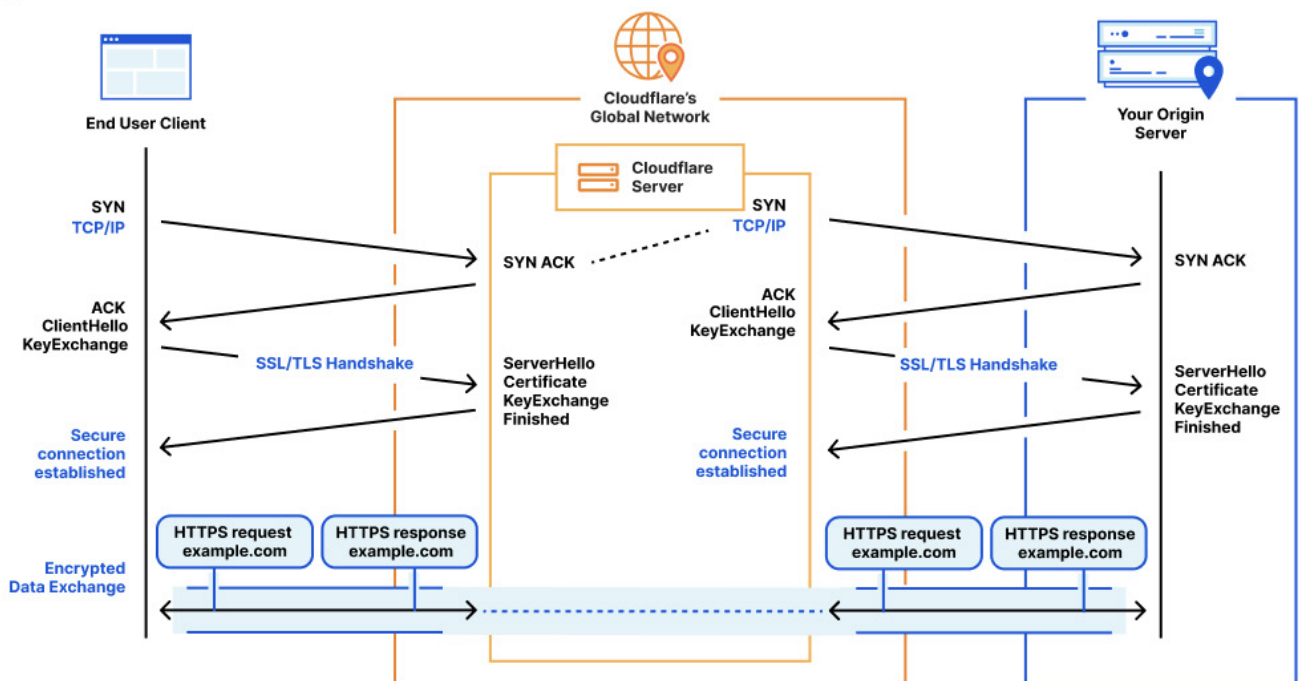 Cloudflare's
Global Network
End User Client
Your Origin
Server
Cloudflare
Server
SYN
TCP/IP
SYN ACK
SYN
TCP/IP
SYN ACK
ACK
ClientHello
KeyExchange
SSL/TLS Handshake
ServerHello
Certificate
KeyExchange
Finished
ACK
ClientHello
KeyExchange
SSL/TLS Handshake
ServerHello
Certificate
KeyExchange
Finished
Secure
connection
established
Secure
connection
established
HTTPS request
example.com
HTTPS response
example.com
HTTPS request
example.com
HTTPS response
example.com
Encrypted
Data Exchange